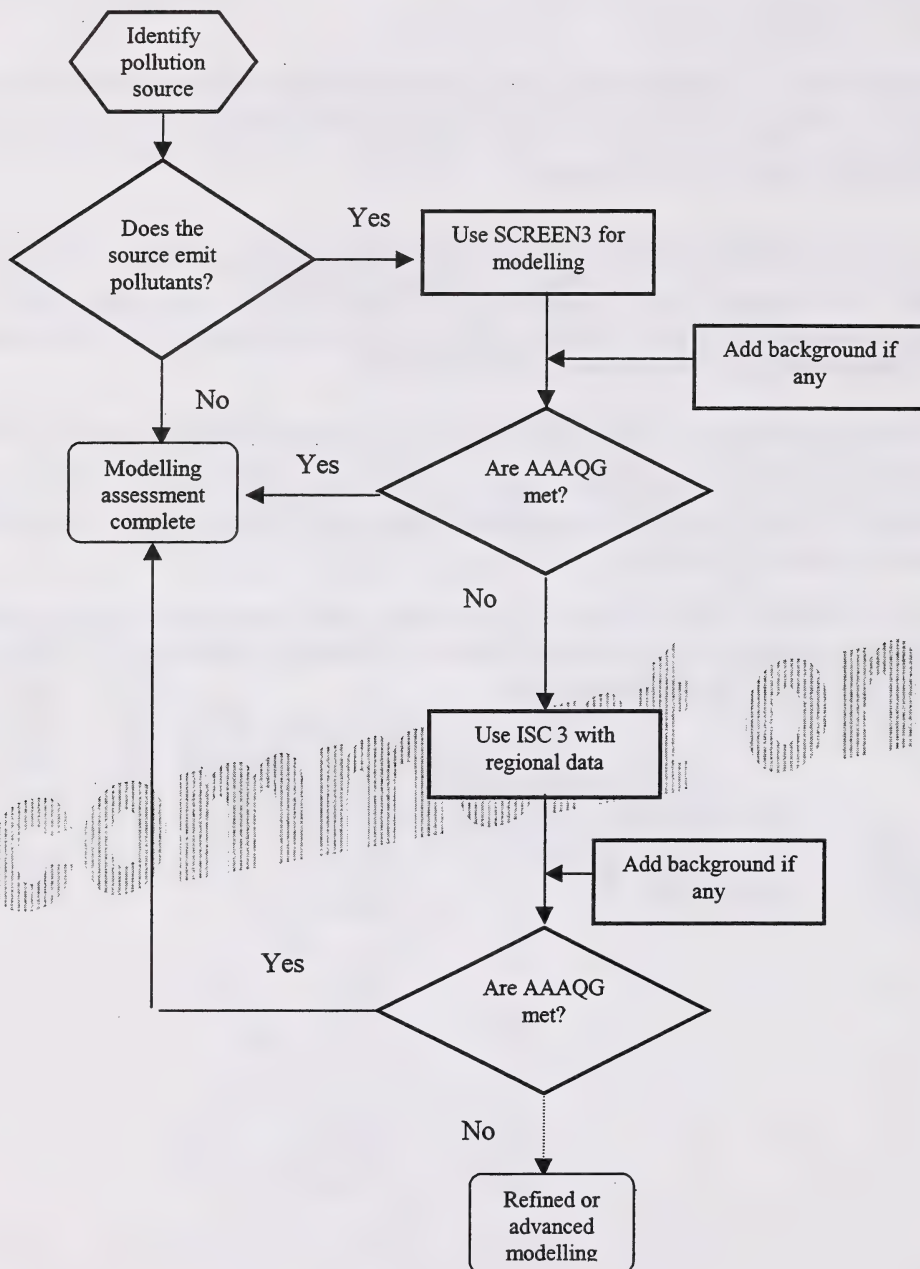 Identify
pollution
source
Does the
source emit
pollutants?
Yes
Use SCREEN3 for
modelling
Add background if
any
No
Modelling
assessment
complete
Yes
Are AAAQG
met?
No
Use ISC 3 with
regional data
Add background if
any
Yes
Are AAAQG
met?
No
Refined or
advanced
modelling